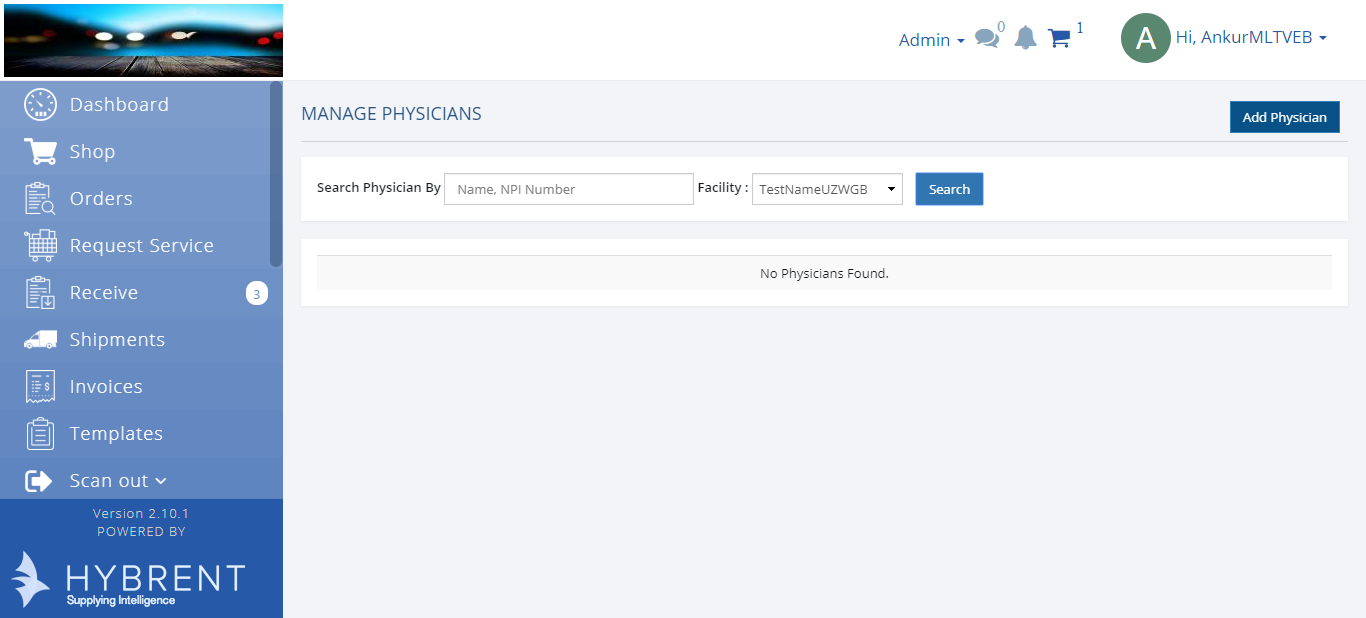 Admin 0 1 A Hi, AnkurMLTVEB
Dashboard
Shop
Orders
Request Service
Receive 3
Shipments
Invoices
Templates
Scan out
Version 2.10.1
POWERED BY
HYBRENT
Supplying Intelligence
MANAGE PHYSICIANS Add Physician
Search Physician By Name, NPI Number Facility : TestNameUZWGB Search
No Physicians Found.